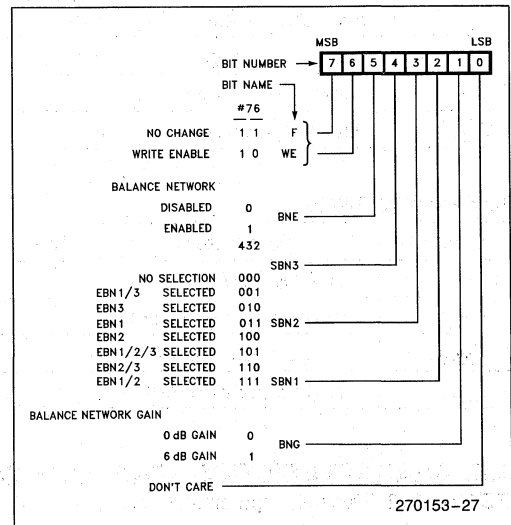 MSB LSB
BIT NUMBER 7 6 5 4 3 2 1 0
BIT NAME
#76
NO CHANGE 1 1 F
WRITE ENABLE 1 0 WE
BALANCE NETWORK
DISABLED 0
BNE
ENABLED 1
432
SBN3
NO SELECTION 000
EBN1/3 SELECTED 001
EBN3 SELECTED 010
EBN1 SELECTED 011 SBN2
EBN2 SELECTED 100
EBN1/2/3 SELECTED 101
EBN2/3 SELECTED 110
EBN1/2 SELECTED 111 SBN1
BALANCE NETWORK GAIN
0 dB GAIN 0
BNG
6 dB GAIN 1
DON'T CARE
270153-27